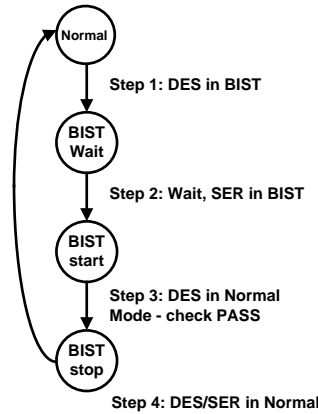 Normal
Step 1: DES in BIST
BIST
Wait
Step 2: Wait, SER in BIST
BIST
start
Step 3: DES in Normal
Mode - check PASS
BIST
stop
Step 4: DES/SER in Normal